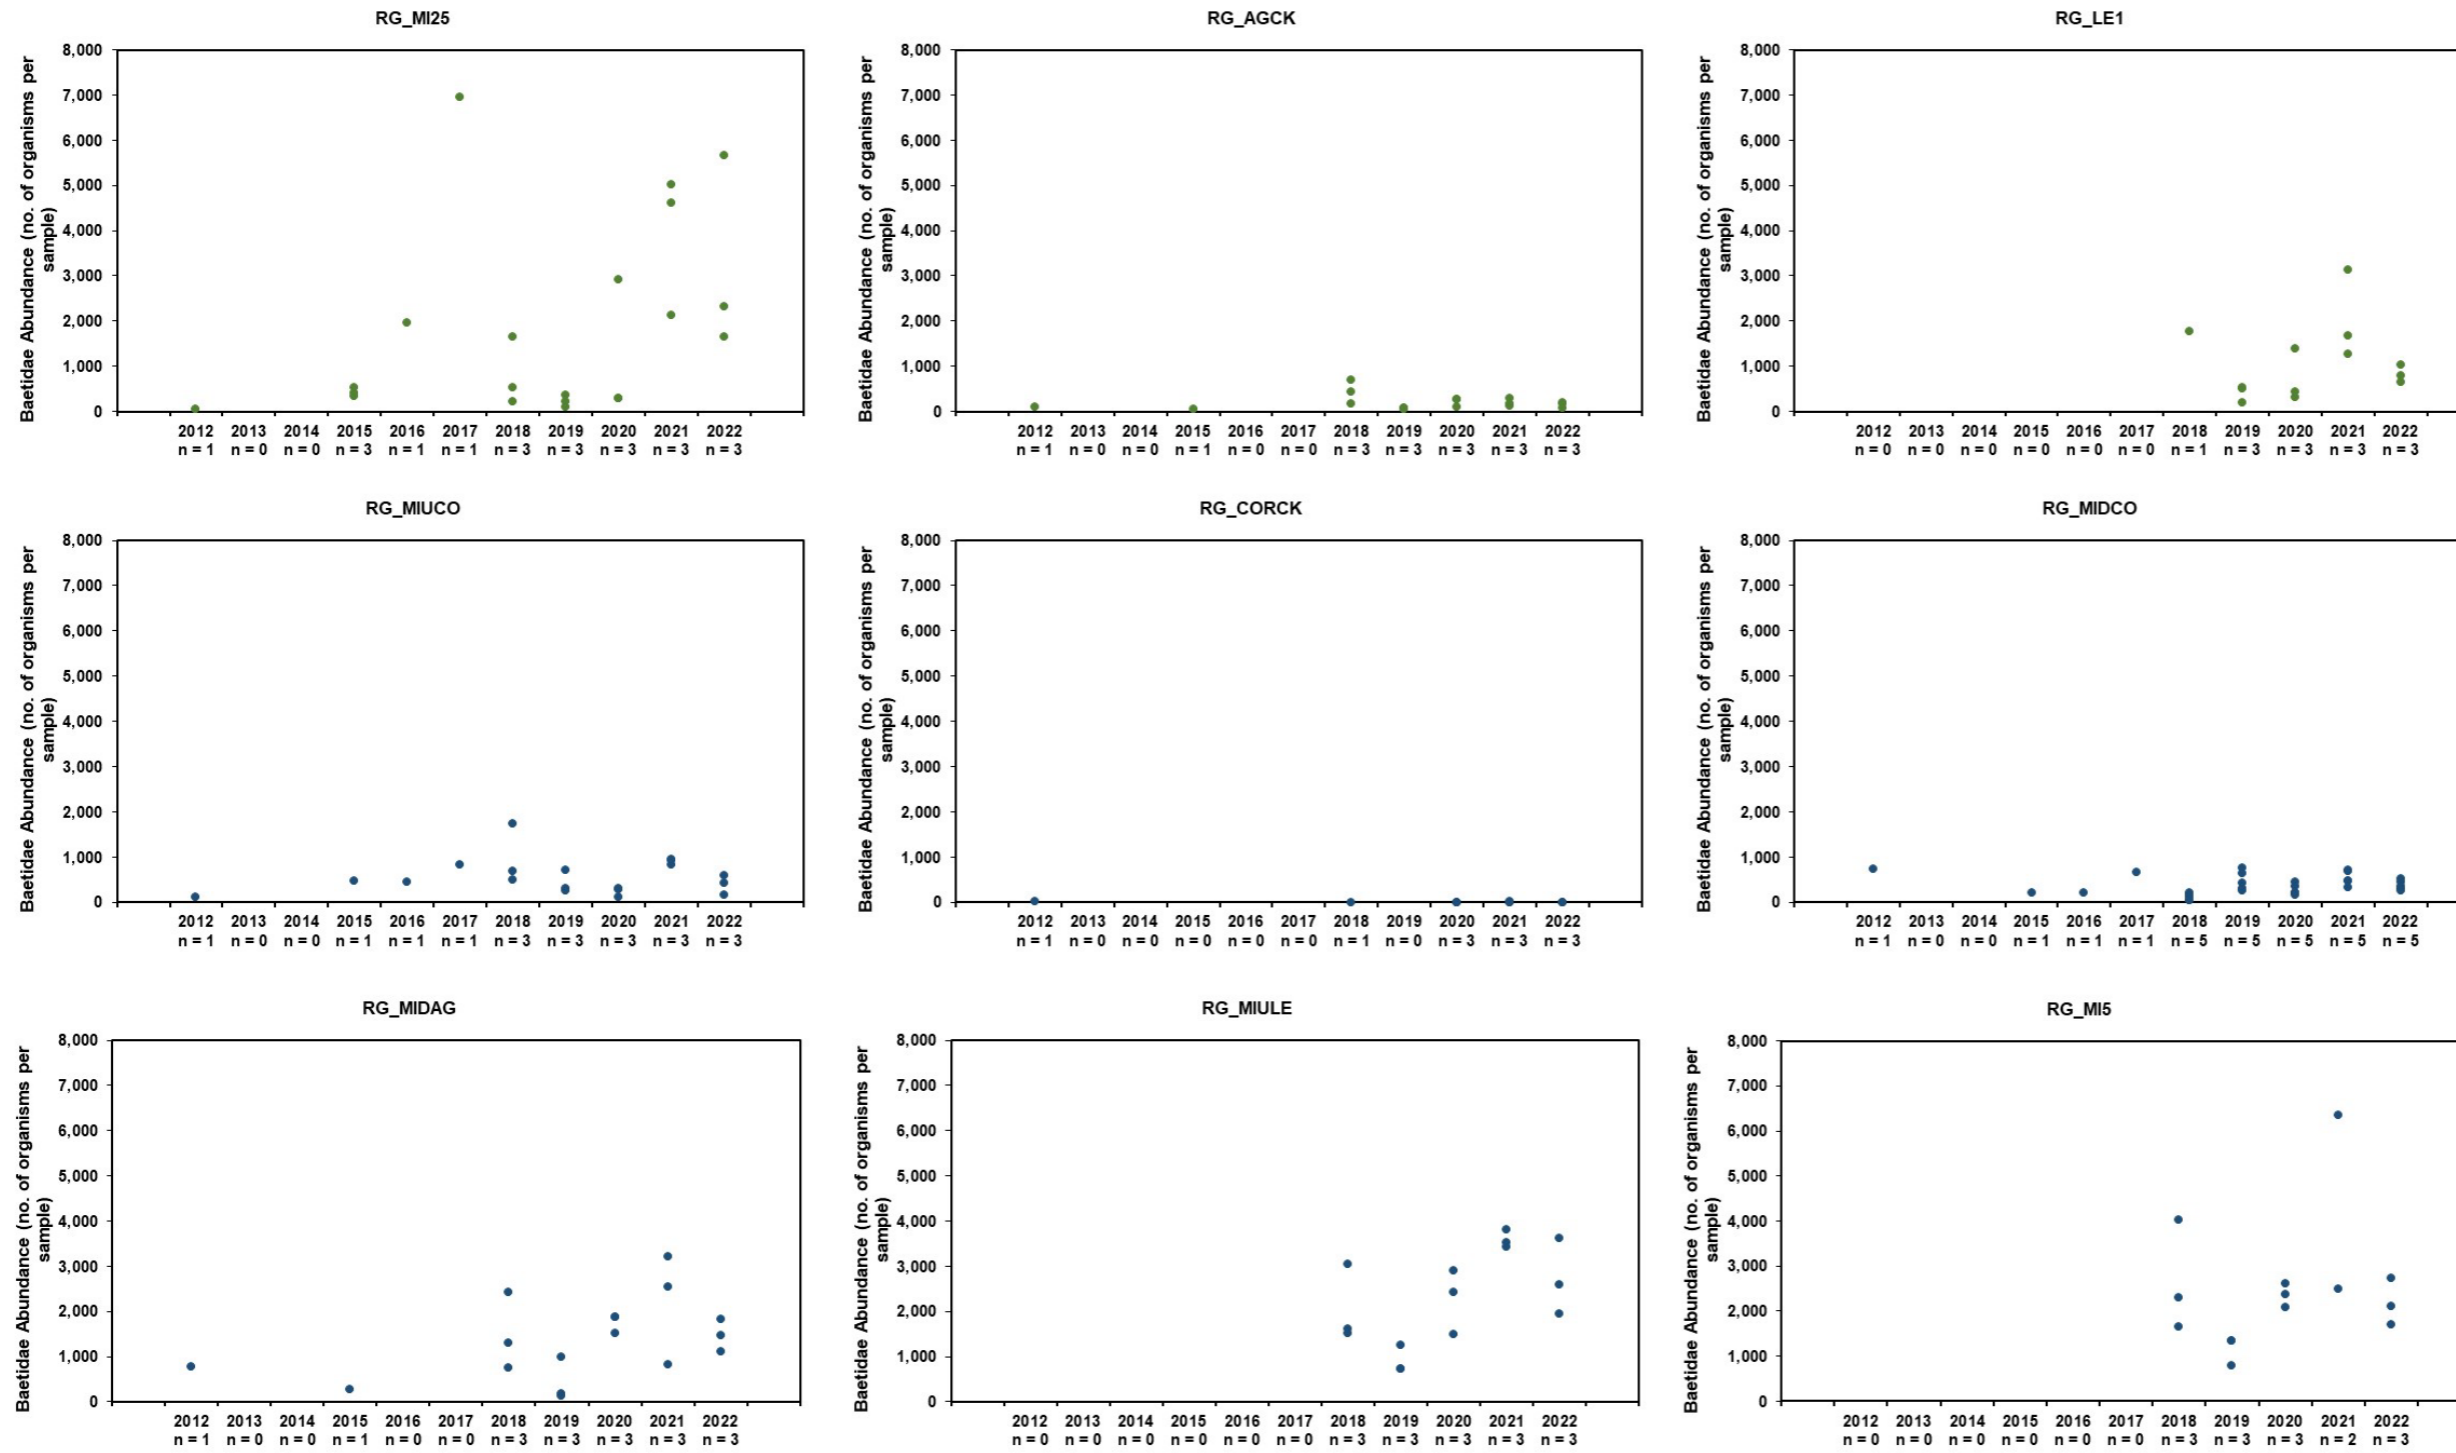 RG_MI25
Baetidae Abundance (no. of organisms per
sample)
8,000
7,000
6,000
5,000
4,000
3,000
2,000
1,000
0
2012 2013 2014 2015 2016 2017 2018 2019 2020 2021 2022
n = 1 n = 0 n = 0 n = 3 n = 1 n = 1 n = 3 n = 3 n = 3 n = 3 n = 3
RG_AGCK
Baetidae Abundance (no. of organisms per
sample)
8,000
7,000
6,000
5,000
4,000
3,000
2,000
1,000
0
2012 2013 2014 2015 2016 2017 2018 2019 2020 2021 2022
n = 1 n = 0 n = 0 n = 1 n = 0 n = 0 n = 3 n = 3 n = 3 n = 3 n = 3
RG_LE1
Baetidae Abundance (no. of organisms per
sample)
8,000
7,000
6,000
5,000
4,000
3,000
2,000
1,000
0
2012 2013 2014 2015 2016 2017 2018 2019 2020 2021 2022
n = 0 n = 0 n = 0 n = 0 n = 0 n = 0 n = 1 n = 3 n = 3 n = 3 n = 3
RG_MIUCO
Baetidae Abundance (no. of organisms per
sample)
8,000
7,000
6,000
5,000
4,000
3,000
2,000
1,000
0
2012 2013 2014 2015 2016 2017 2018 2019 2020 2021 2022
n = 1 n = 0 n = 0 n = 1 n = 1 n = 1 n = 3 n = 3 n = 3 n = 3 n = 3
RG_CORCK
Baetidae Abundance (no. of organisms per
sample)
8,000
7,000
6,000
5,000
4,000
3,000
2,000
1,000
0
2012 2013 2014 2015 2016 2017 2018 2019 2020 2021 2022
n = 1 n = 0 n = 0 n = 0 n = 0 n = 0 n = 1 n = 0 n = 3 n = 3 n = 3
RG_MIDCO
Baetidae Abundance (no. of organisms per
sample)
8,000
7,000
6,000
5,000
4,000
3,000
2,000
1,000
0
2012 2013 2014 2015 2016 2017 2018 2019 2020 2021 2022
n = 1 n = 0 n = 0 n = 1 n = 1 n = 1 n = 5 n = 5 n = 5 n = 5 n = 5
RG_MIDAG
Baetidae Abundance (no. of organisms per
sample)
8,000
7,000
6,000
5,000
4,000
3,000
2,000
1,000
0
2012 2013 2014 2015 2016 2017 2018 2019 2020 2021 2022
n = 1 n = 0 n = 0 n = 1 n = 0 n = 0 n = 3 n = 3 n = 3 n = 3 n = 3
RG_MIULE
Baetidae Abundance (no. of organisms per
sample)
8,000
7,000
6,000
5,000
4,000
3,000
2,000
1,000
0
2012 2013 2014 2015 2016 2017 2018 2019 2020 2021 2022
n = 0 n = 0 n = 0 n = 0 n = 0 n = 0 n = 3 n = 3 n = 3 n = 3 n = 3
RG_MI5
Baetidae Abundance (no. of organisms per
sample)
8,000
7,000
6,000
5,000
4,000
3,000
2,000
1,000
0
2012 2013 2014 2015 2016 2017 2018 2019 2020 2021 2022
n = 0 n = 0 n = 0 n = 0 n = 0 n = 0 n = 3 n = 3 n = 3 n = 2 n = 3